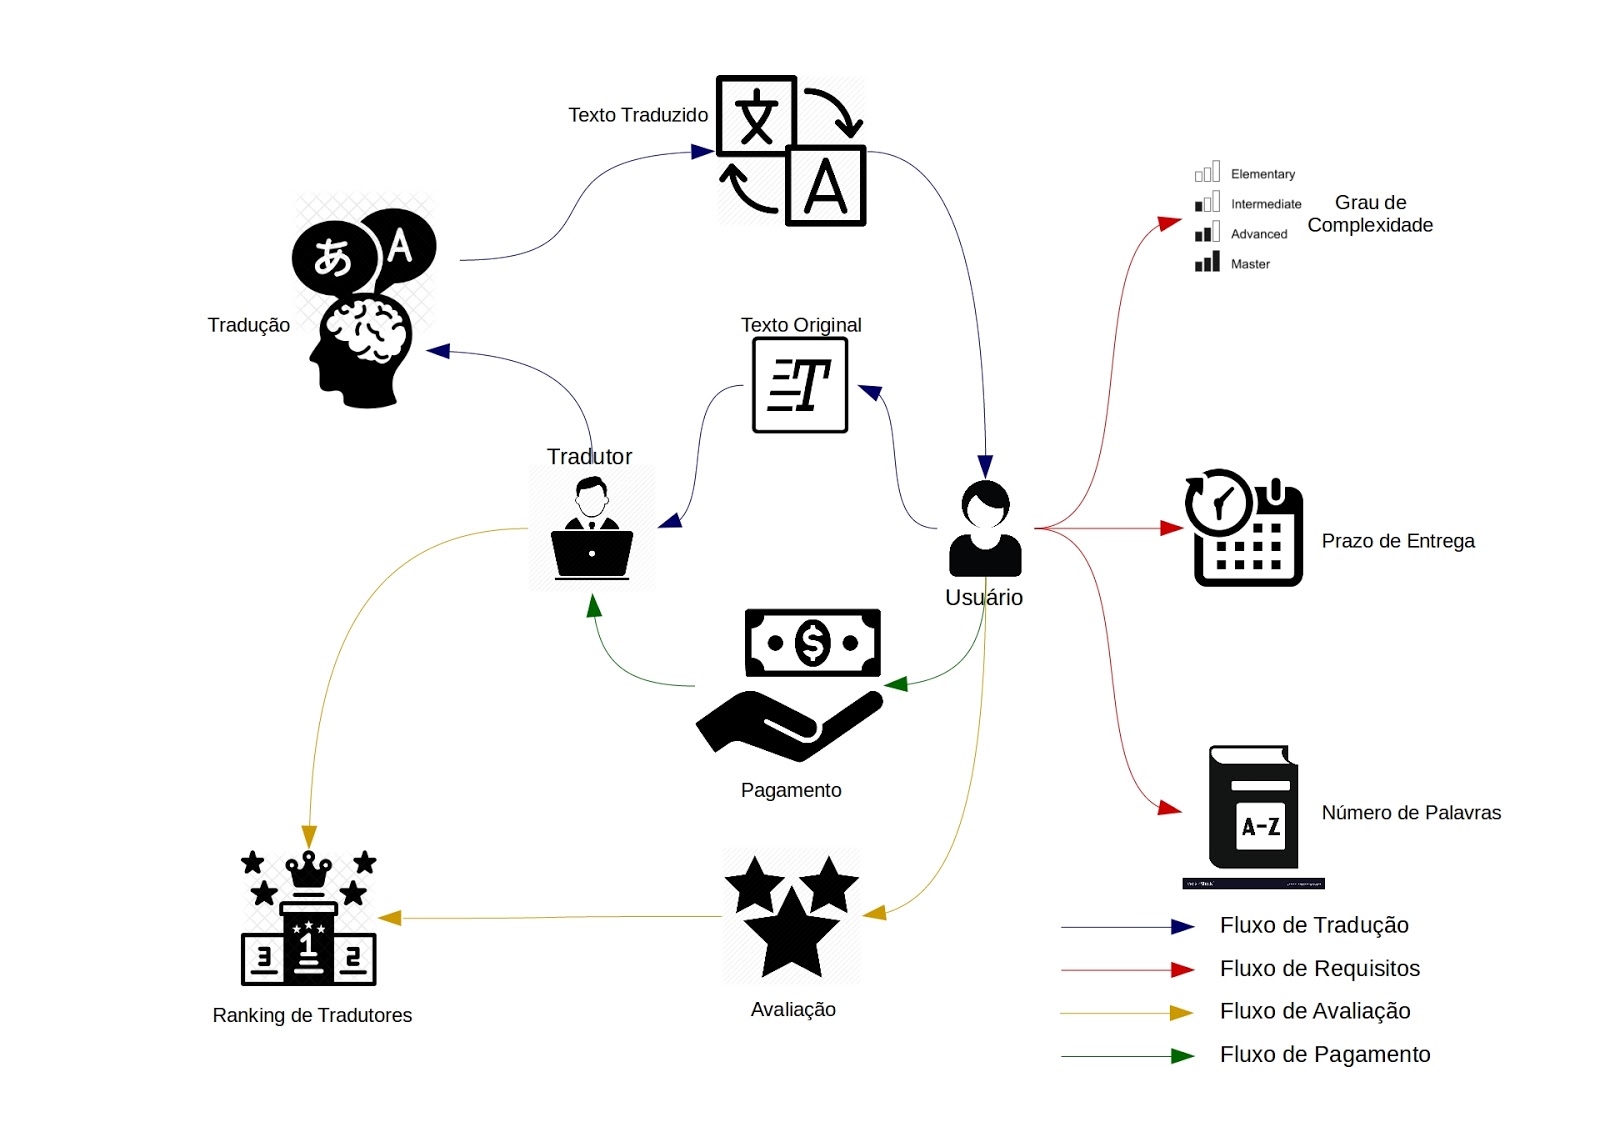 Texto Traduzido
文
A
Elementary
Intermediate
Advanced
Master
Grau de
Complexidade
あ
A
Tradução
Texto Original
T
Tradutor
Usuário
Prazo de Entrega
$
Pagamento
A-Z
Número de Palavras
3
1
2
Ranking de Tradutores
Avaliação
Fluxo de Tradução
Fluxo de Requisitos
Fluxo de Avaliação
Fluxo de Pagamento